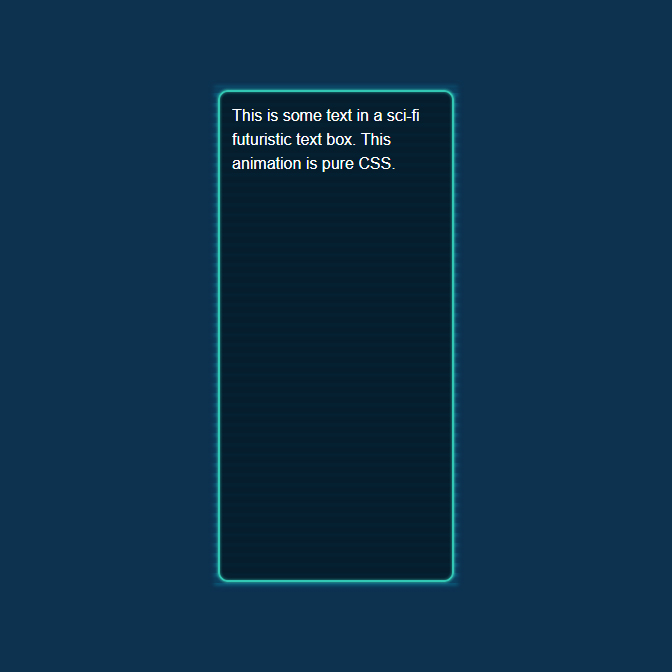 This is some text in a sci-fi
futuristic text box. This
animation is pure CSS.